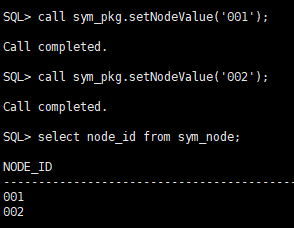 SQL> call sym_pkg.setNodeValue('001');
Call completed.
SQL> call sym_pkg.setNodeValue('002');
Call completed.
SQL> select node_id from sym_node;
NODE_ID
------------------------------------------
001
002